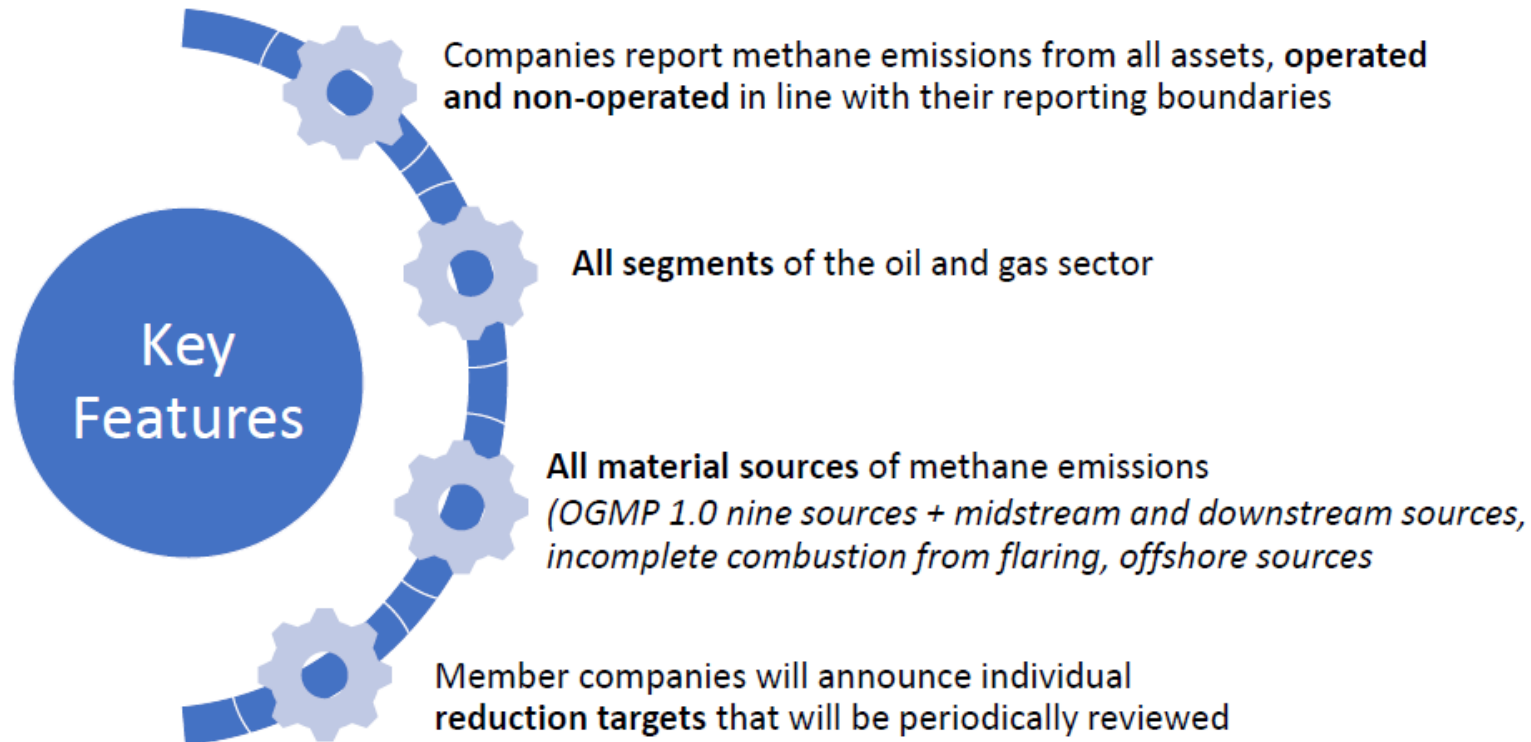 Key
Features
Companies report methane emissions from all assets, operated
and non-operated in line with their reporting boundaries
All segments of the oil and gas sector
All material sources of methane emissions
(OGMP 1.0 nine sources + midstream and downstream sources,
incomplete combustion from flaring, offshore sources
Member companies will announce individual
reduction targets that will be periodically reviewed